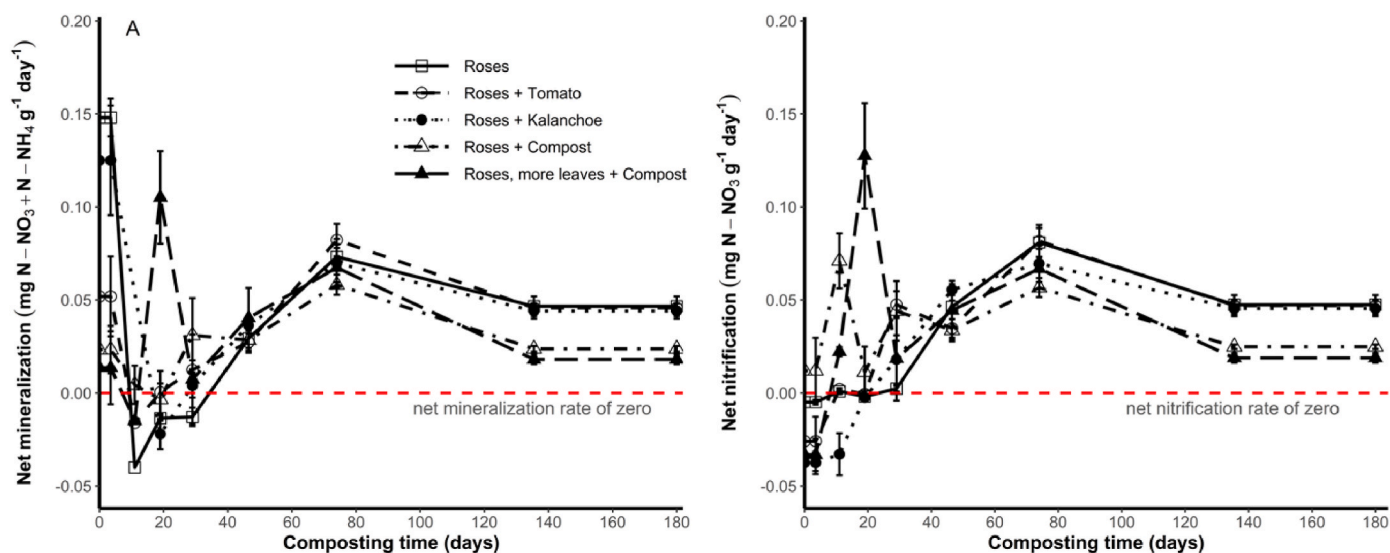 A
Net mineralization (mg N − NO₃ + N − NH₄ g⁻¹ day⁻¹)
0.20
0.15
0.10
0.05
0.00
-0.05
Roses
Roses + Tomato
Roses + Kalanchoe
Roses + Compost
Roses, more leaves + Compost
net mineralization rate of zero
0 20 40 60 80 100 120 140 160 180
Composting time (days)
Net nitrification (mg N − NO₃ g⁻¹ day⁻¹)
0.20
0.15
0.10
0.05
0.00
-0.05
net nitrification rate of zero
0 20 40 60 80 100 120 140 160 180
Composting time (days)